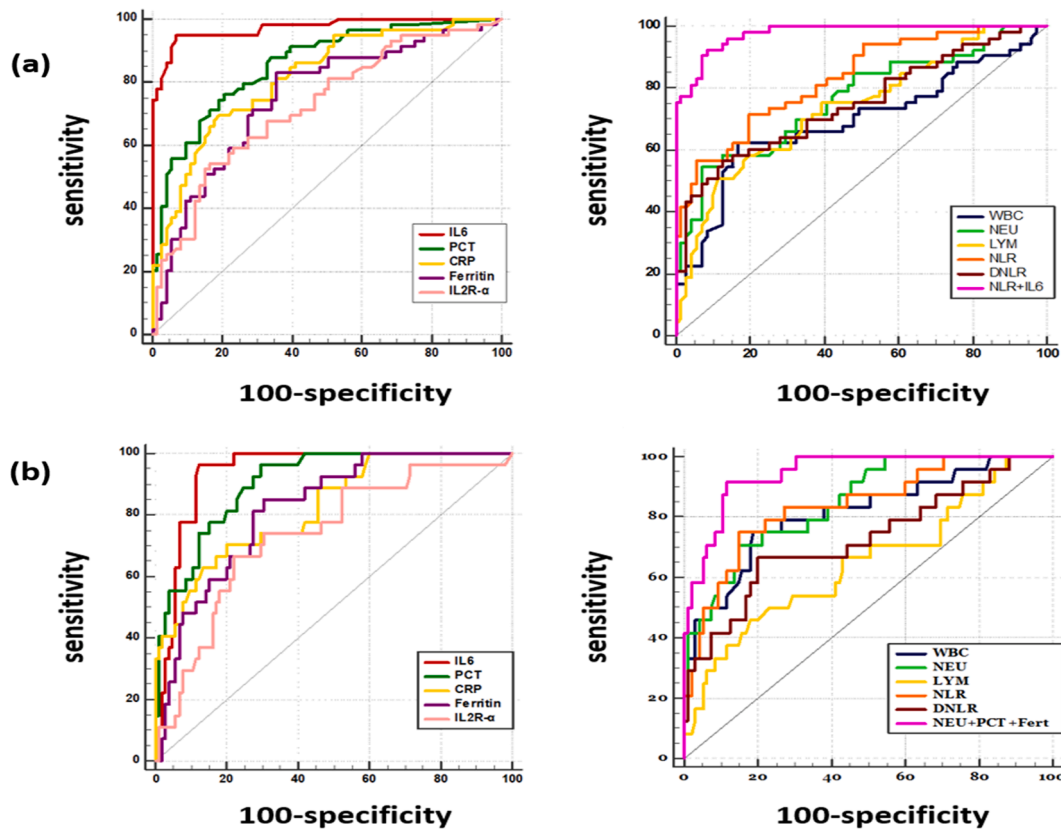 (a)
sensitivity
100
80
60
40
20
0
IL6
PCT
CRP
Ferritin
IL2R-α
0 20 40 60 80 100
100-specificity
sensitivity
100
80
60
40
20
0
WBC
NEU
LYM
NLR
DNLR
NLR+IL6
0 20 40 60 80 100
100-specificity
(b)
sensitivity
100
80
60
40
20
0
IL6
PCT
CRP
Ferritin
IL2R-α
0 20 40 60 80 100
100-specificity
sensitivity
100
80
60
40
20
0
WBC
NEU
LYM
NLR
DNLR
NEU+PCT+Fert
0 20 40 60 80 100
100-specificity